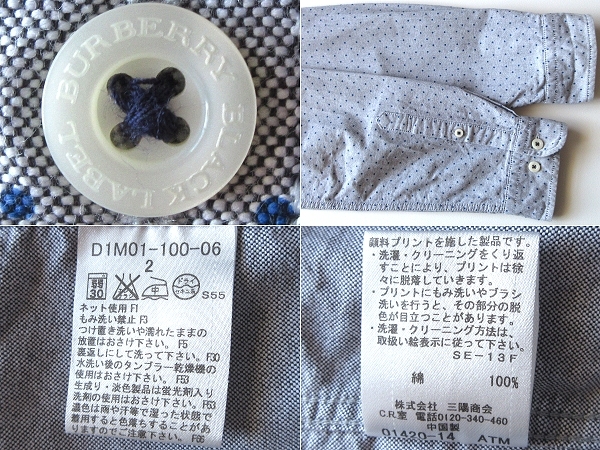 BURBERRY BLACK LABEL
D1M01-100-06
2
弱
30
中
ドライ
セキユ系
S55
ネット使用 F1
もみ洗い禁止 F3
つけ置き洗いや濡れたままの
放置はおさけ下さい。 F5
裏返しにして洗って下さい。 F30
水洗い後のタンブラー乾燥機の
使用はおさけ下さい。 F53
生成り・淡色製品は蛍光剤入り
洗剤の使用はおさけ下さい。 F63
濃色は雨や汗等で湿った状態で
着用すると色落ちすることがあ
りますのでご注意下さい。 F66
顔料プリントを施した製品です。
・洗濯・クリーニングをくり返
すことにより、プリントは徐
々に脱落していきます。
・プリントにもみ洗いやブラシ
洗いを行うと、その部分の脱
色が目立つことがあります。
・洗濯・クリーニング方法は、
取扱い絵表示に従って下さい。
SE-13F
綿 100%
株式会社 三陽商会
C.R.室 電話0120-340-460
中国製
01420-14 ATM